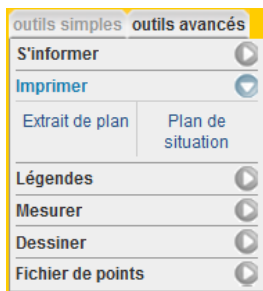 outils simples outils avancés
S'informer
Imprimer
Extrait de plan Plan de
situation
Légendes
Mesurer
Dessiner
Fichier de points